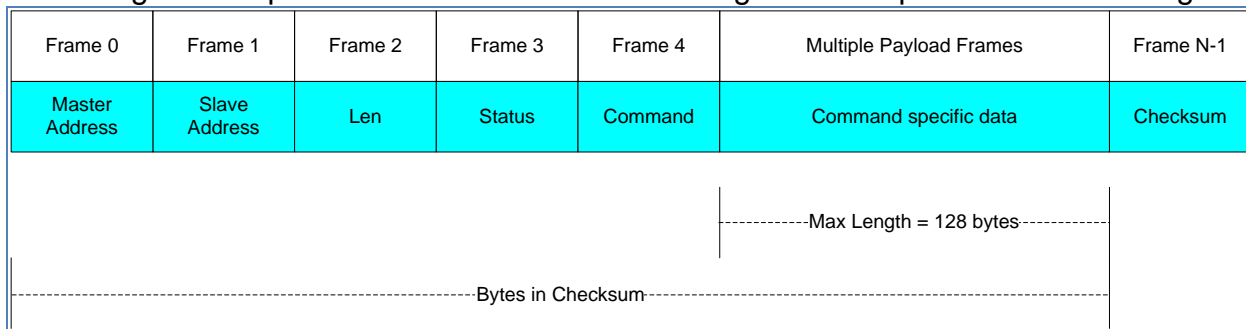 Frame 0 Frame 1 Frame 2 Frame 3 Frame 4 Multiple Payload Frames Frame N-1
Master Address Slave Address Len Status Command Command specific data Checksum
Max Length = 128 bytes
Bytes in Checksum